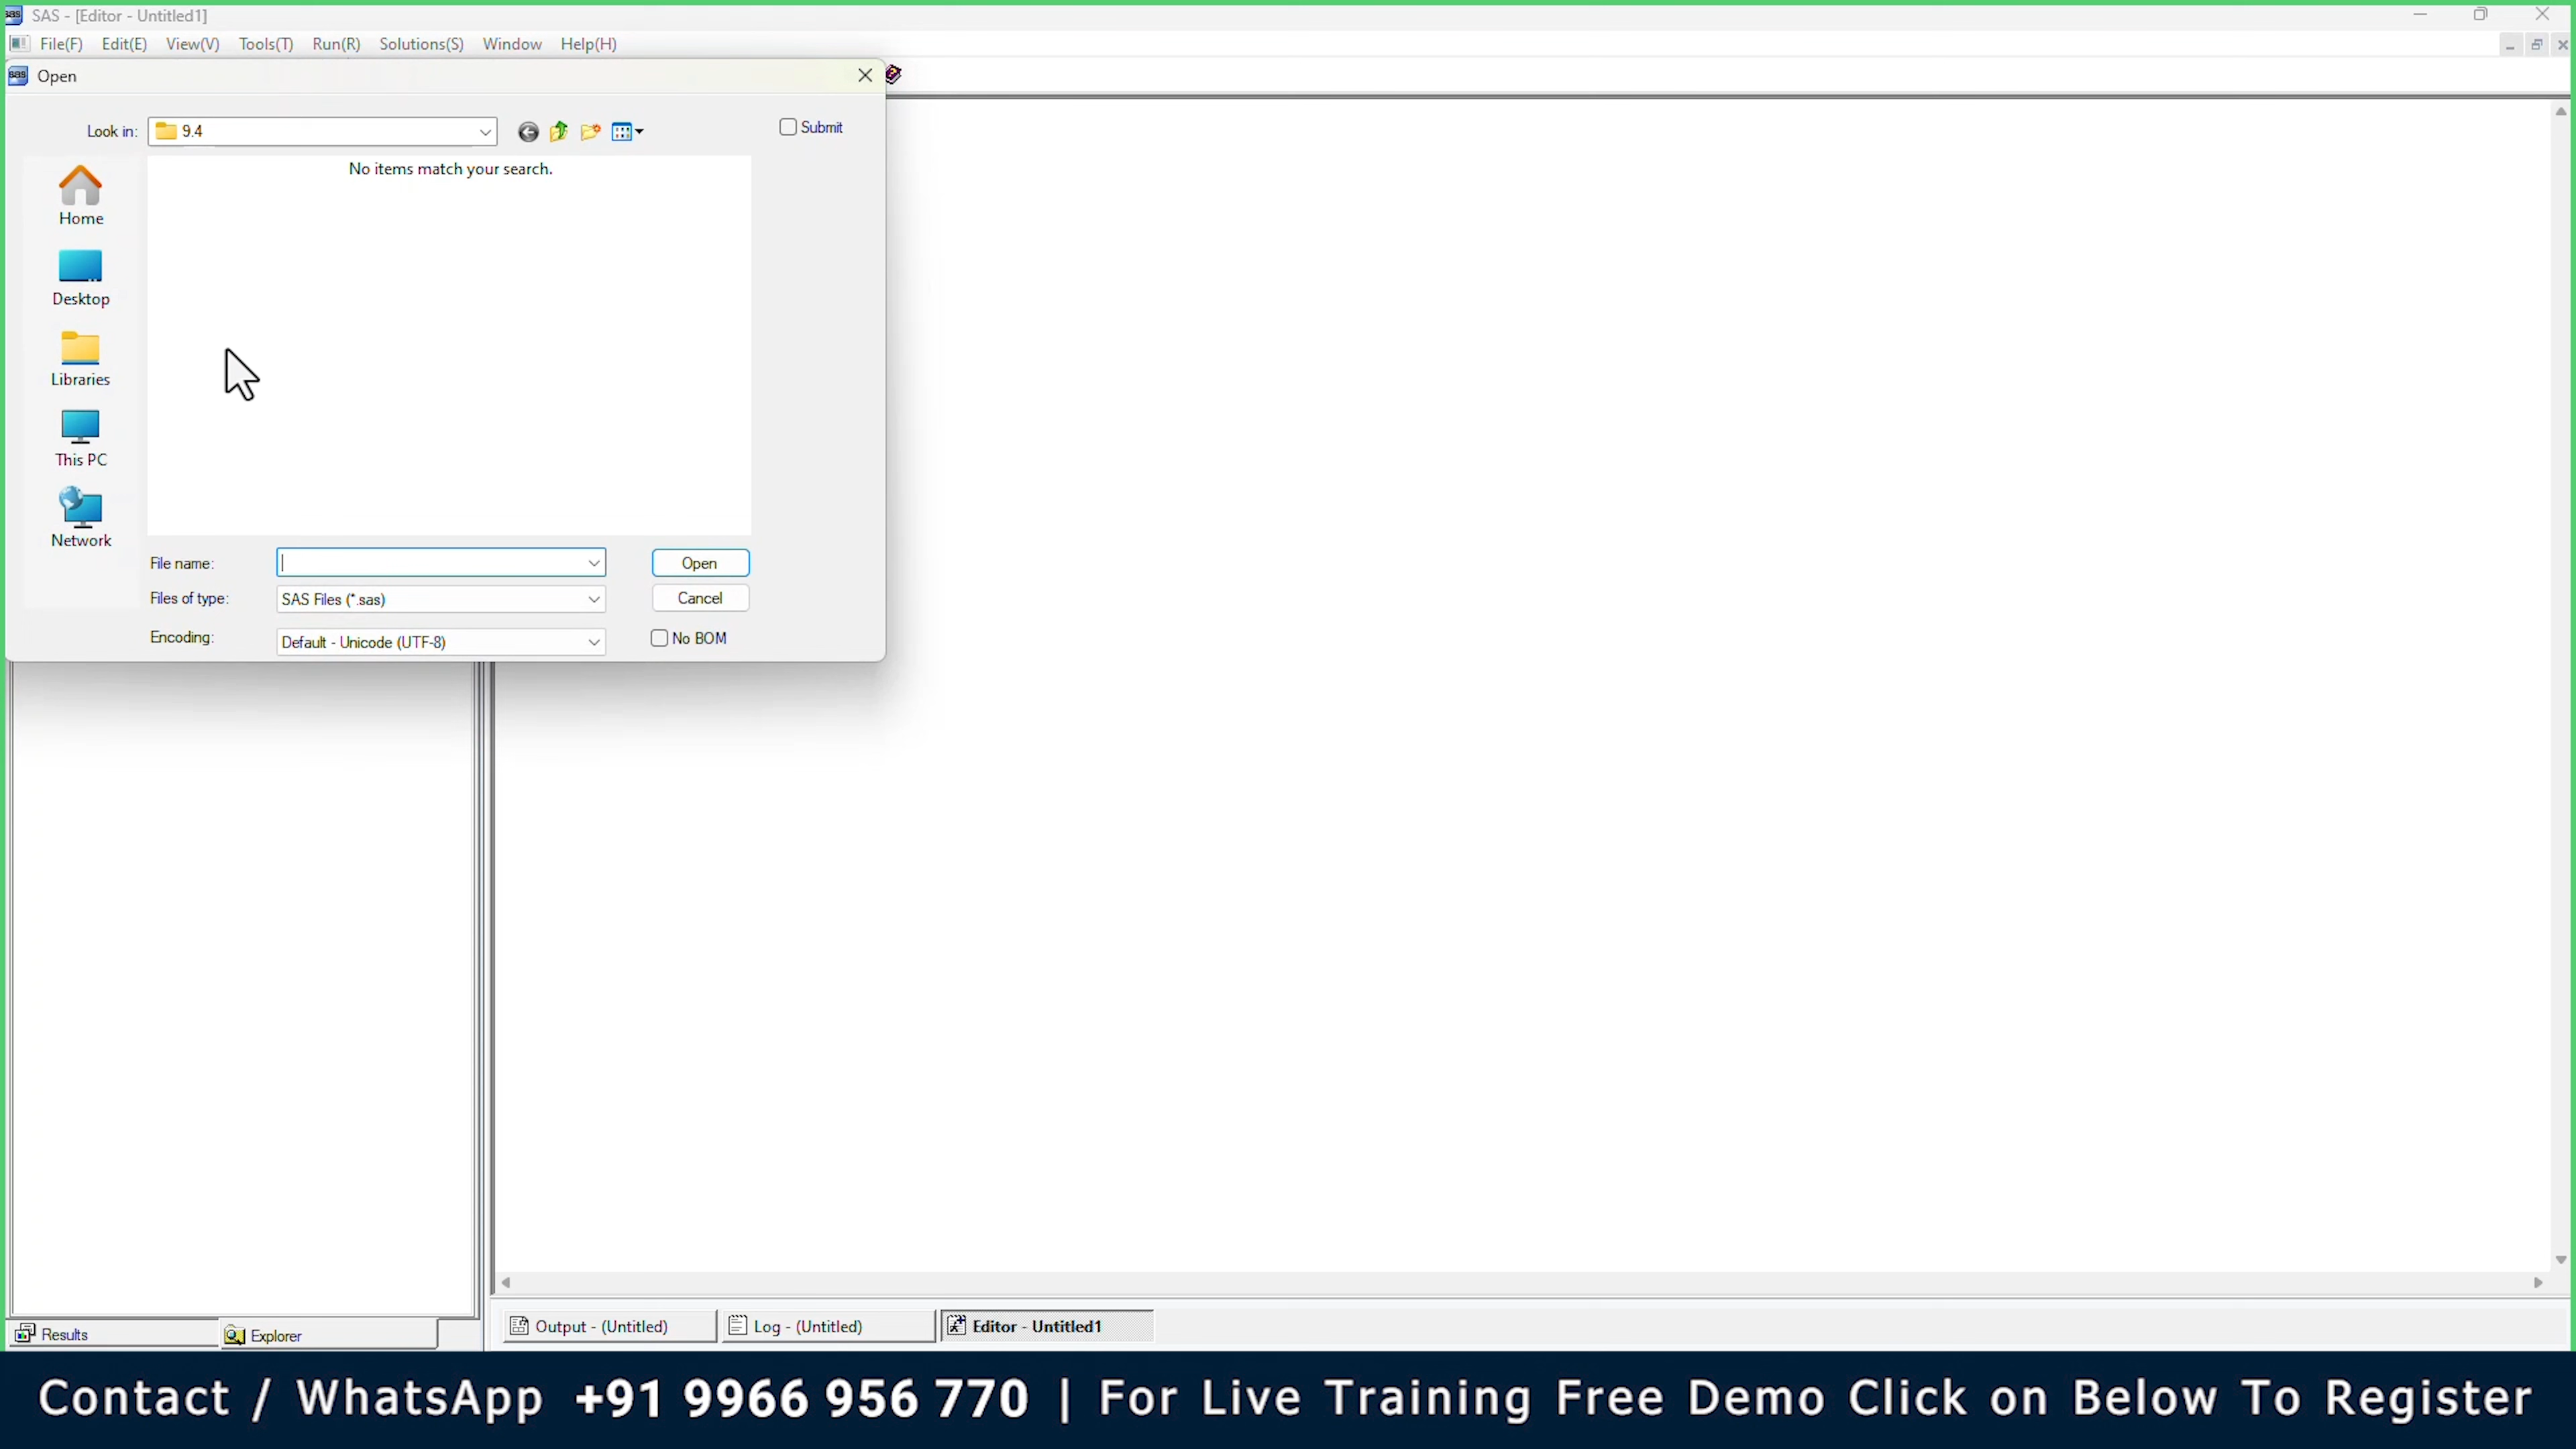 SAS - [Editor - Untitled1]
File(F) Edit(E) View(V) Tools(T) Run(R) Solutions(S) Window Help(H)
Open
Look in: 9.4
Submit
No items match your search.
Home
Desktop
Libraries
This PC
Network
File name: Open
Files of type: SAS Files (*.sas) Cancel
Encoding: Default - Unicode (UTF-8) No BOM
Results Explorer
Output - (Untitled) Log - (Untitled) Editor - Untitled1
Contact / WhatsApp +91 9966 956 770 | For Live Training Free Demo Click on Below To Register